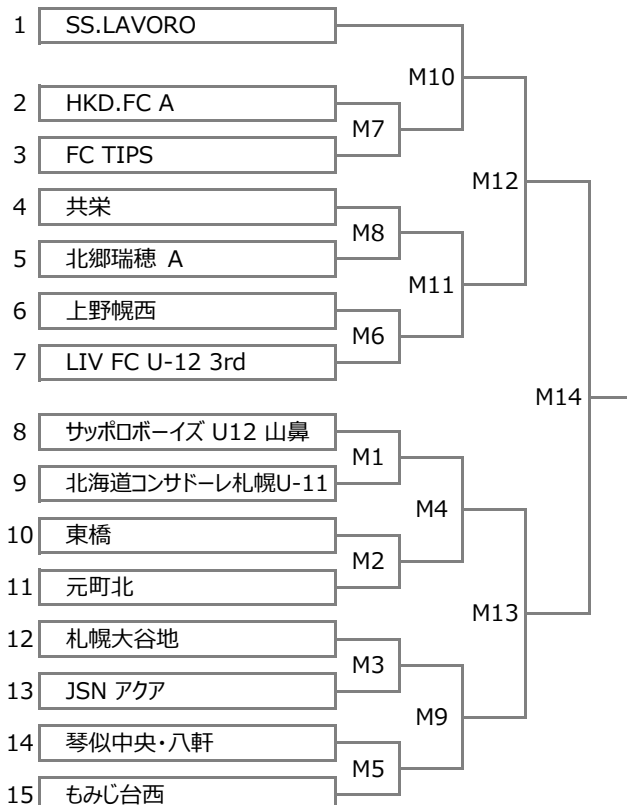 1 SS.LAVORO
M10
2 HKD.FC A
M7
3 FC TIPS
M12
4 共栄
M8
5 北郷瑞穂 A
M11
6 上野幌西
M6
7 LIV FC U-12 3rd
M14
8 サッポロボーイズ U12 山鼻
M1
9 北海道コンサドーレ札幌U-11
M4
10 東橋
M2
11 元町北
M13
12 札幌大谷地
M3
13 JSN アクア
M9
14 琴似中央・八軒
M5
15 もみじ台西